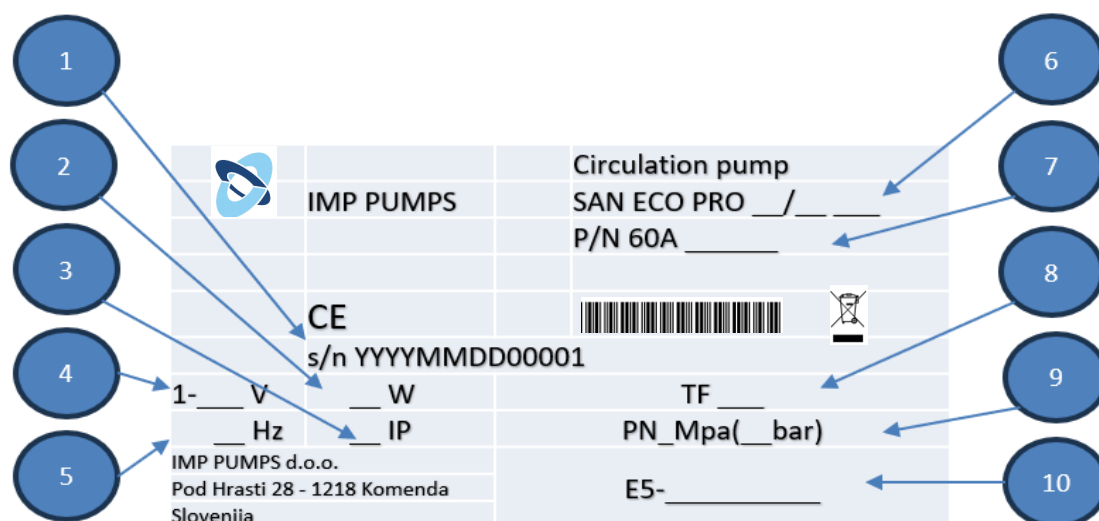 1
6
2
7
Circulation pump
IMP PUMPS
SAN ECO PRO __/__ ___
P/N 60A _______
3
8
CE
s/n YYYYMMDD00001
4
9
1-___ V
__ W
TF ___
__ Hz
__ IP
PN_Mpa(__bar)
5
10
IMP PUMPS d.o.o.
Pod Hrasti 28 - 1218 Komenda
E5-____________
Slovenija